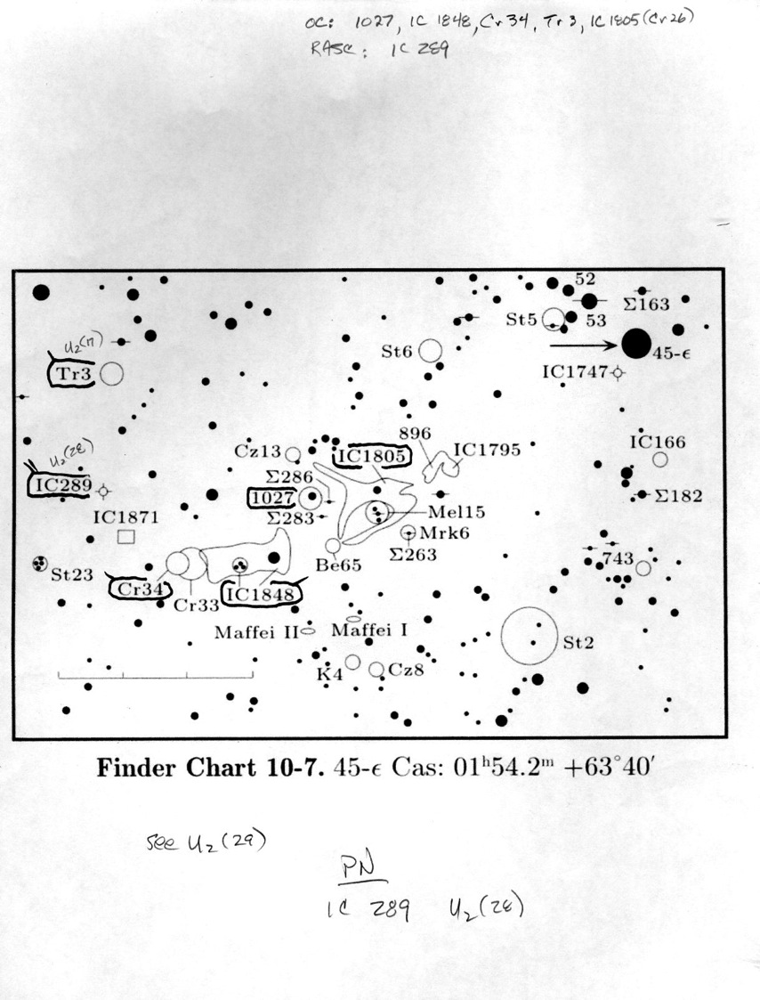 OC: 1027, IC 1848, Cr 34, Tr 3, IC 1805 (Cr 26)
RASC: IC 289
52
Σ163
St5
53
U2(17)
St6
45-ϵ
Tr3
IC1747
896
U2(28)
Cz13
IC1805
IC1795
IC166
Σ286
IC289
1027
Σ182
IC1871
Σ283
Mel15
Mrk6
Σ263
St23
Be65
743
Cr34
IC1848
Cr33
Maffei II
Maffei I
St2
K4
Cz8
Finder Chart 10-7. 45-ϵ Cas: 01ʰ54.2ᵐ +63°40′
see U2(29)
PN
IC 289 U2(28)